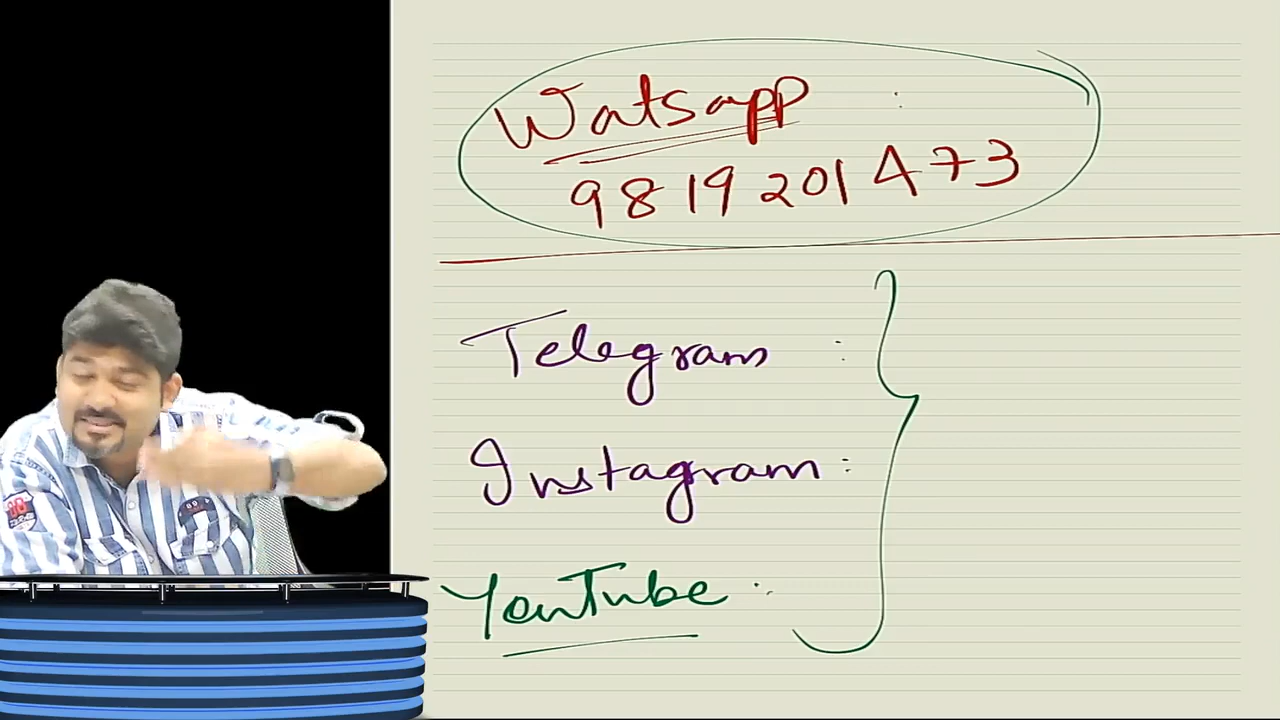 Watsapp :
9819201473
Telegram :
Instagram :
YouTube :